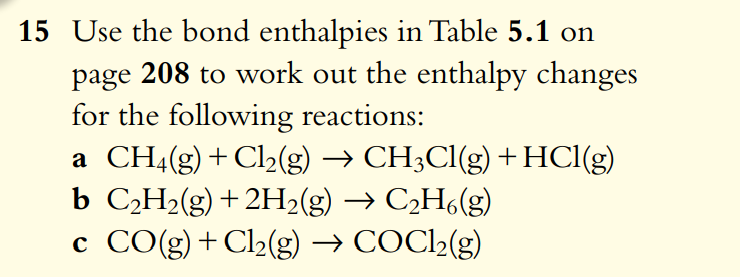 15 Use the bond enthalpies in Table 5.1 on
page 208 to work out the enthalpy changes
for the following reactions:
a CH₄(g) + Cl₂(g) → CH₃Cl(g) + HCl(g)
b C₂H₂(g) + 2H₂(g) → C₂H₆(g)
c CO(g) + Cl₂(g) → COCl₂(g)